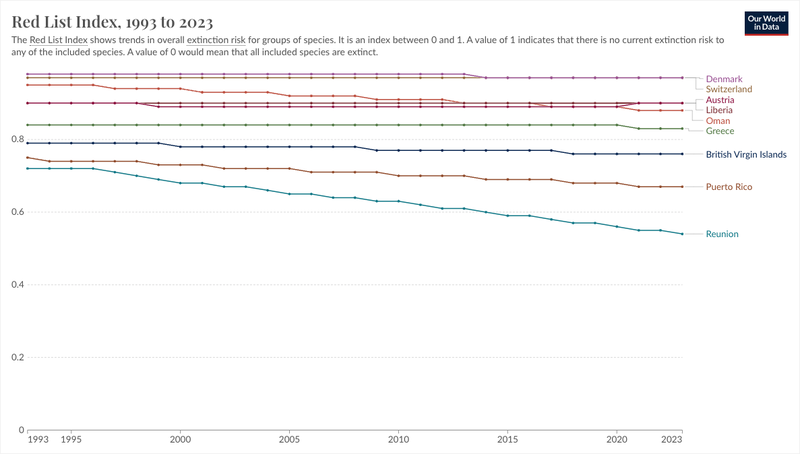 Red List Index, 1993 to 2023
Our World
in Data
The Red List Index shows trends in overall extinction risk for groups of species. It is an index between 0 and 1. A value of 1 indicates that there is no current extinction risk to
any of the included species. A value of 0 would mean that all included species are extinct.
Denmark
Switzerland
Austria
Liberia
Oman
Greece
0.8
British Virgin Islands
Puerto Rico
0.6
Reunion
0.4
0.2
0
1993 1995 2000 2005 2010 2015 2020 2023